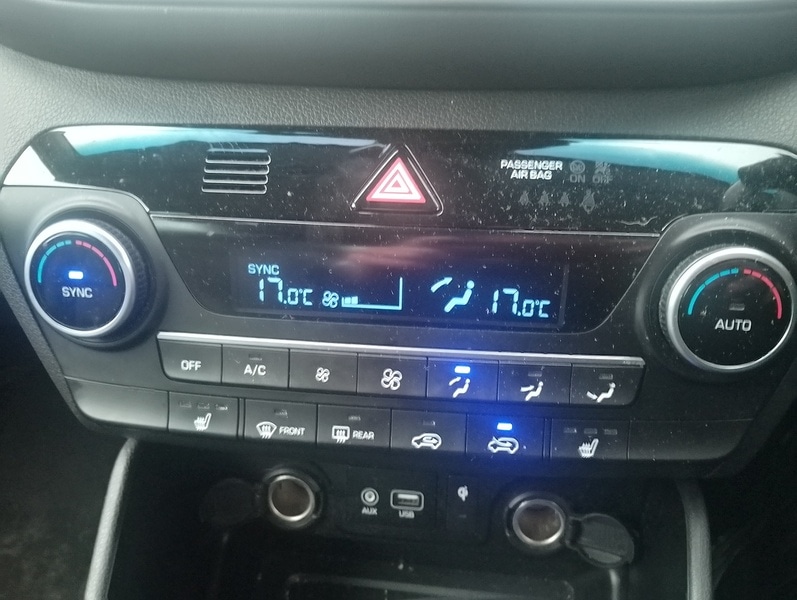 PASSENGER
AIR BAG
ON OFF
SYNC
17.0°C 17.0°C
SYNC
AUTO
OFF A/C
FRONT REAR
AUX USB